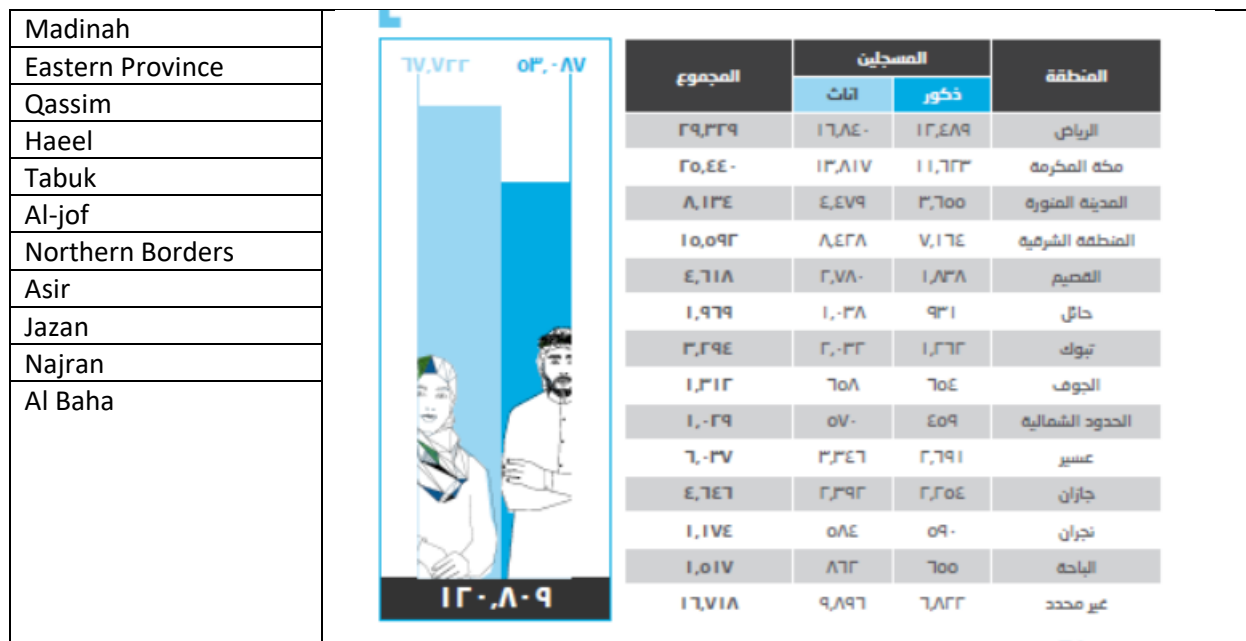 Madinah
Eastern Province
Qassim
Haeel
Tabuk
Al-jof
Northern Borders
Asir
Jazan
Najran
Al Baha
المنطقة المسجلين المجموع
ذكور اناث
الرياض ١٢,٤٨٩ ١٦,٨٤٠ ٢٩,٣٢٩
مكة المكرمة ١١,٦٢٣ ١٣,٨١٧ ٢٥,٤٤٠
المدينة المنورة ٣,٦٥٥ ٤,٤٧٩ ٨,١٣٤
المنطقة الشرقية ٧,١٦٤ ٨,٤٢٨ ١٥,٥٩٢
القصيم ١,٨٣٨ ٢,٧٨٠ ٤,٦١٨
حائل ٩٣١ ١,٠٣٨ ١,٩٦٩
تبوك ١,٢٦٢ ٢,٠٣٢ ٣,٢٩٤
الجوف ٦٥٤ ٦٥٨ ١,٣١٢
الحدود الشمالية ٤٥٩ ٥٧٠ ١,٠٢٩
عسير ٢,٦٩١ ٣,٣٤٦ ٦,٠٣٧
جازان ٢,٢٥٤ ٢,٣٩٢ ٤,٦٤٦
نجران ٥٩٠ ٥٨٤ ١,١٧٤
الباحة ٦٥٥ ٨٦٢ ١,٥١٧
غير محدد ٦,٨٢٢ ٩,٨٩٦ ١٦,٧١٨
٥٣,٠٨٧
٦٧,٧٢٢
١٢٠,٨٠٩